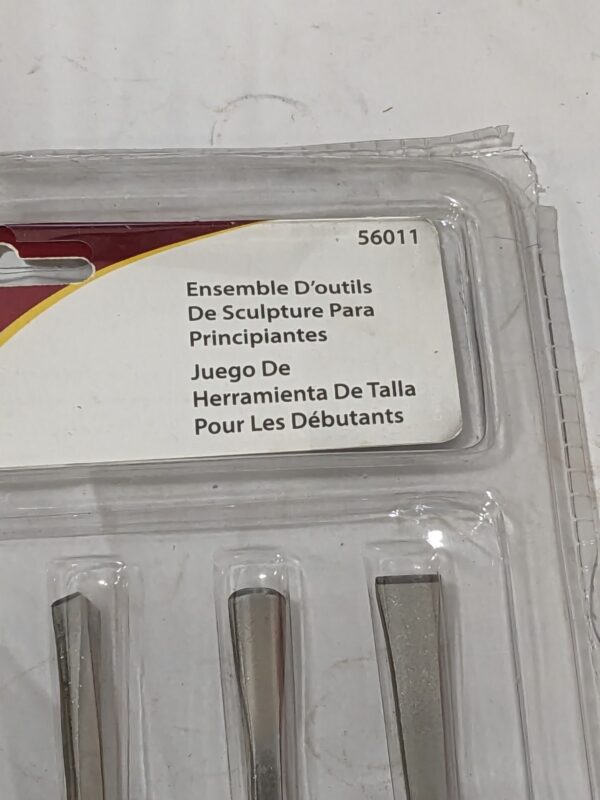 56011
Ensemble D'outils
De Sculpture Para
Principiantes
Juego De
Herramienta De Talla
Pour Les Débutants